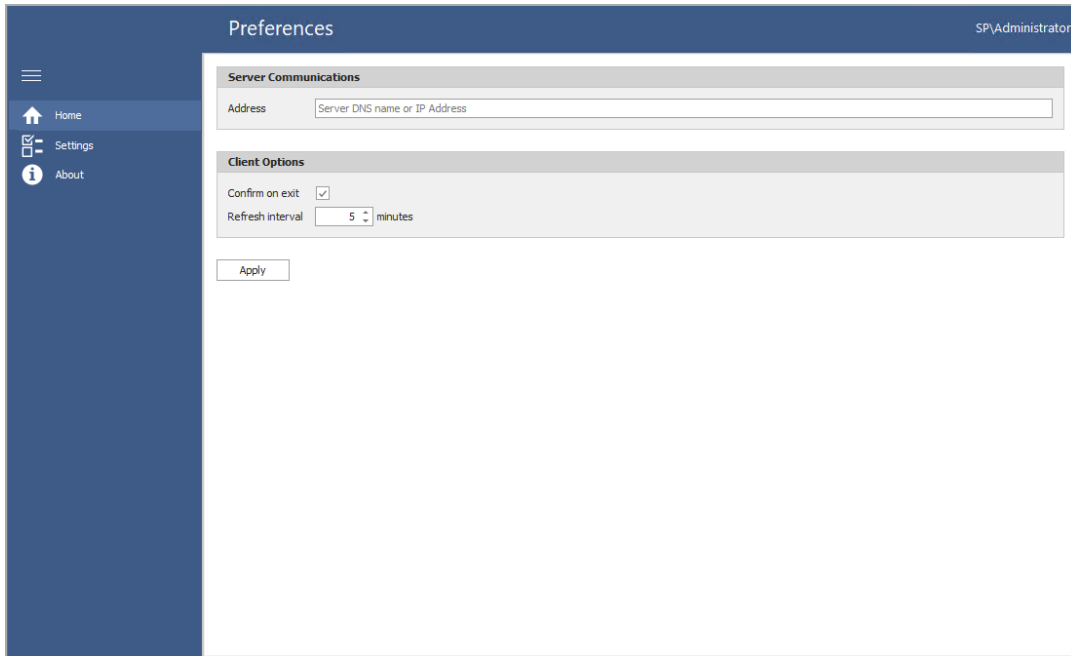 Preferences
SP\Administrator
Home
Settings
About
Server Communications
Address Server DNS name or IP Address
Client Options
Confirm on exit
Refresh interval 5 minutes
Apply